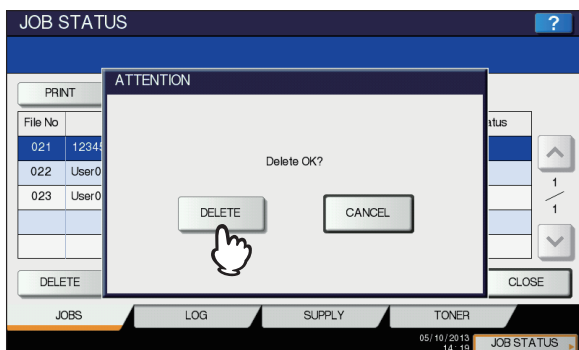 JOB STATUS ?
ATTENTION
PRINT
File No atus
021 12345
022 User0
023 User0
Delete OK?
DELETE CANCEL
1
1
DELETE CLOSE
JOBS LOG SUPPLY TONER
05/10/2013
14:19 JOB STATUS